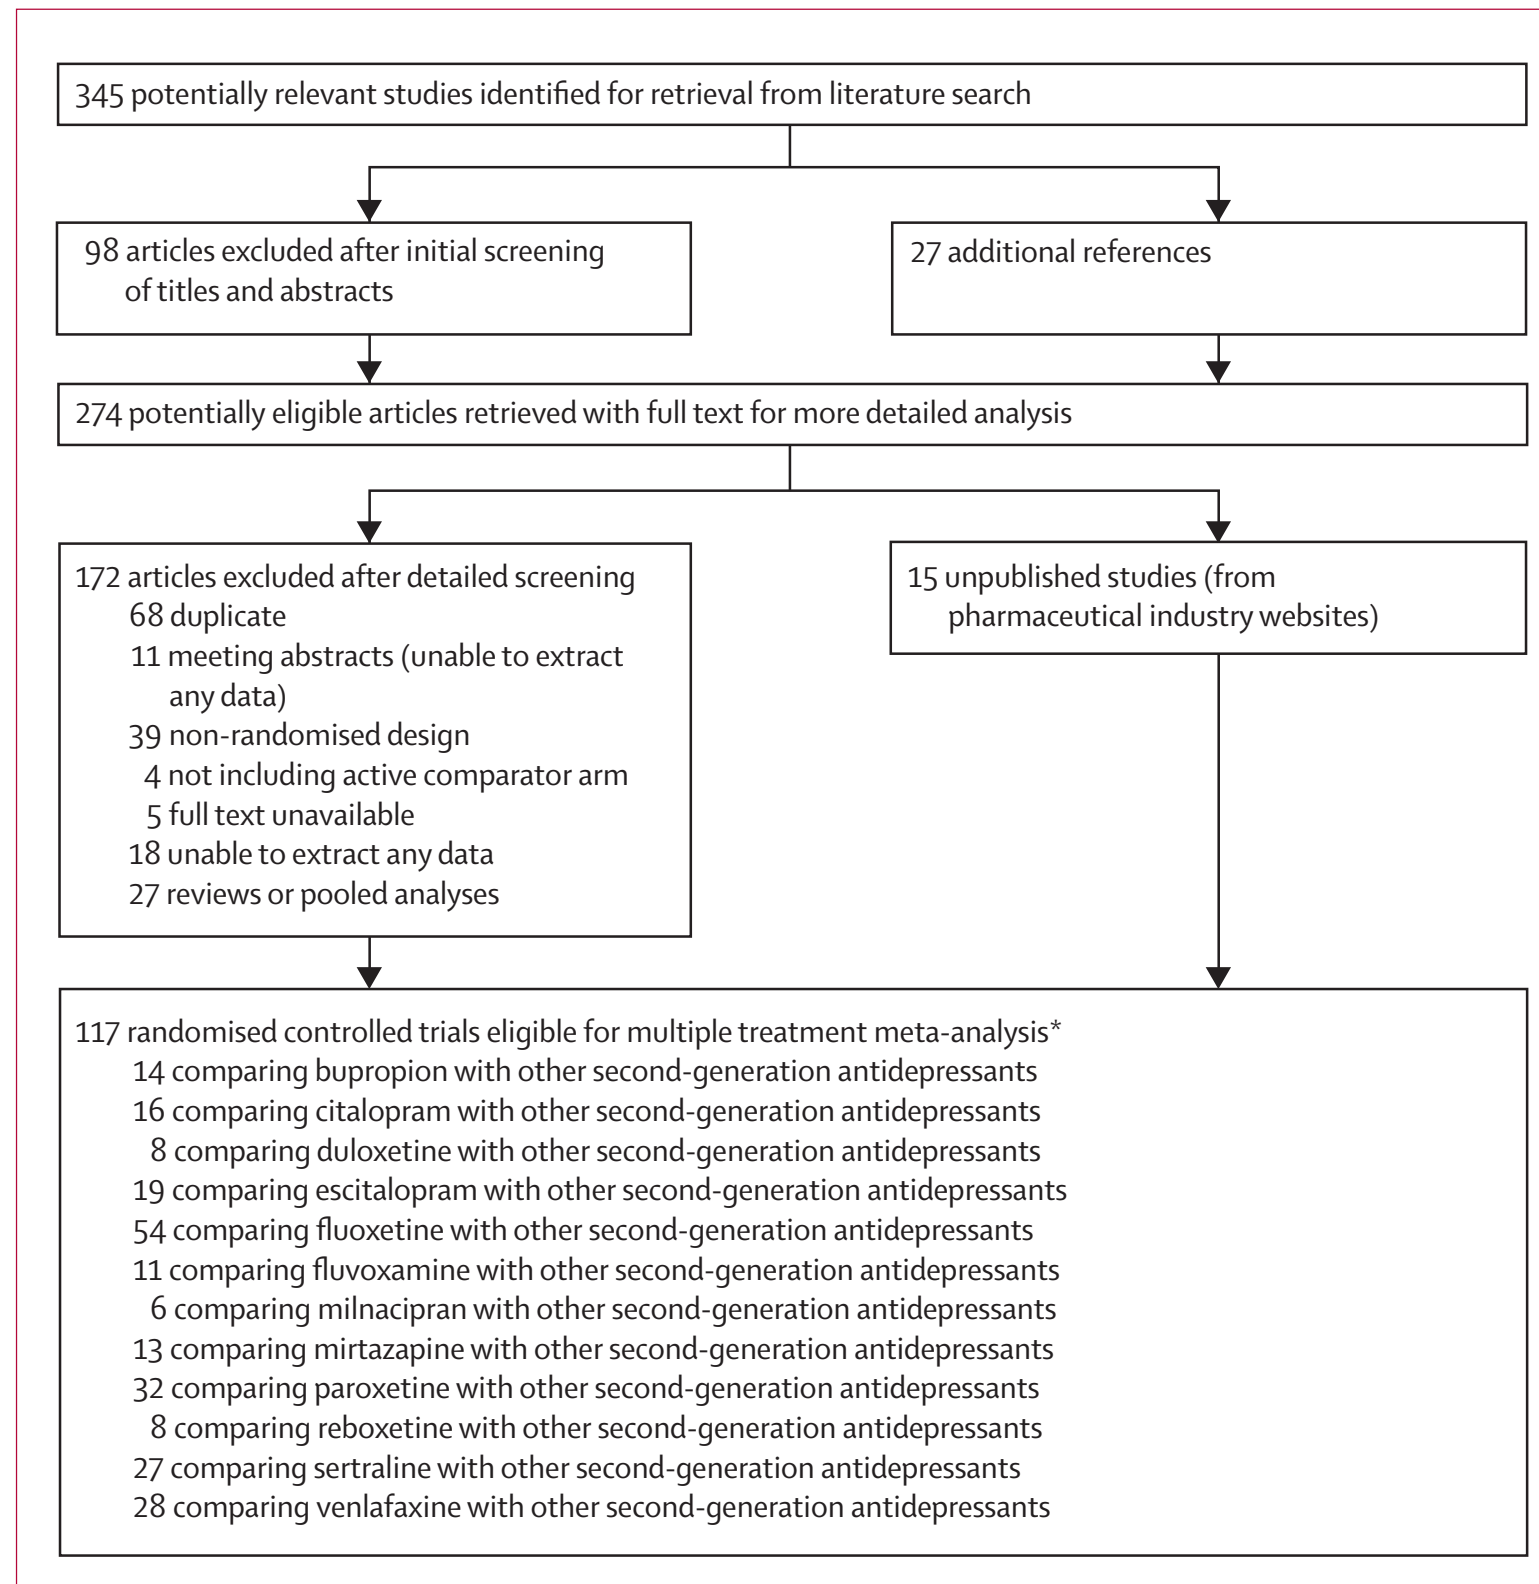 345 potentially relevant studies identified for retrieval from literature search
98 articles excluded after initial screening
of titles and abstracts
27 additional references
274 potentially eligible articles retrieved with full text for more detailed analysis
172 articles excluded after detailed screening
68 duplicate
11 meeting abstracts (unable to extract
any data)
39 non-randomised design
4 not including active comparator arm
5 full text unavailable
18 unable to extract any data
27 reviews or pooled analyses
15 unpublished studies (from
pharmaceutical industry websites)
117 randomised controlled trials eligible for multiple treatment meta-analysis*
14 comparing bupropion with other second-generation antidepressants
16 comparing citalopram with other second-generation antidepressants
8 comparing duloxetine with other second-generation antidepressants
19 comparing escitalopram with other second-generation antidepressants
54 comparing fluoxetine with other second-generation antidepressants
11 comparing fluvoxamine with other second-generation antidepressants
6 comparing milnacipran with other second-generation antidepressants
13 comparing mirtazapine with other second-generation antidepressants
32 comparing paroxetine with other second-generation antidepressants
8 comparing reboxetine with other second-generation antidepressants
27 comparing sertraline with other second-generation antidepressants
28 comparing venlafaxine with other second-generation antidepressants